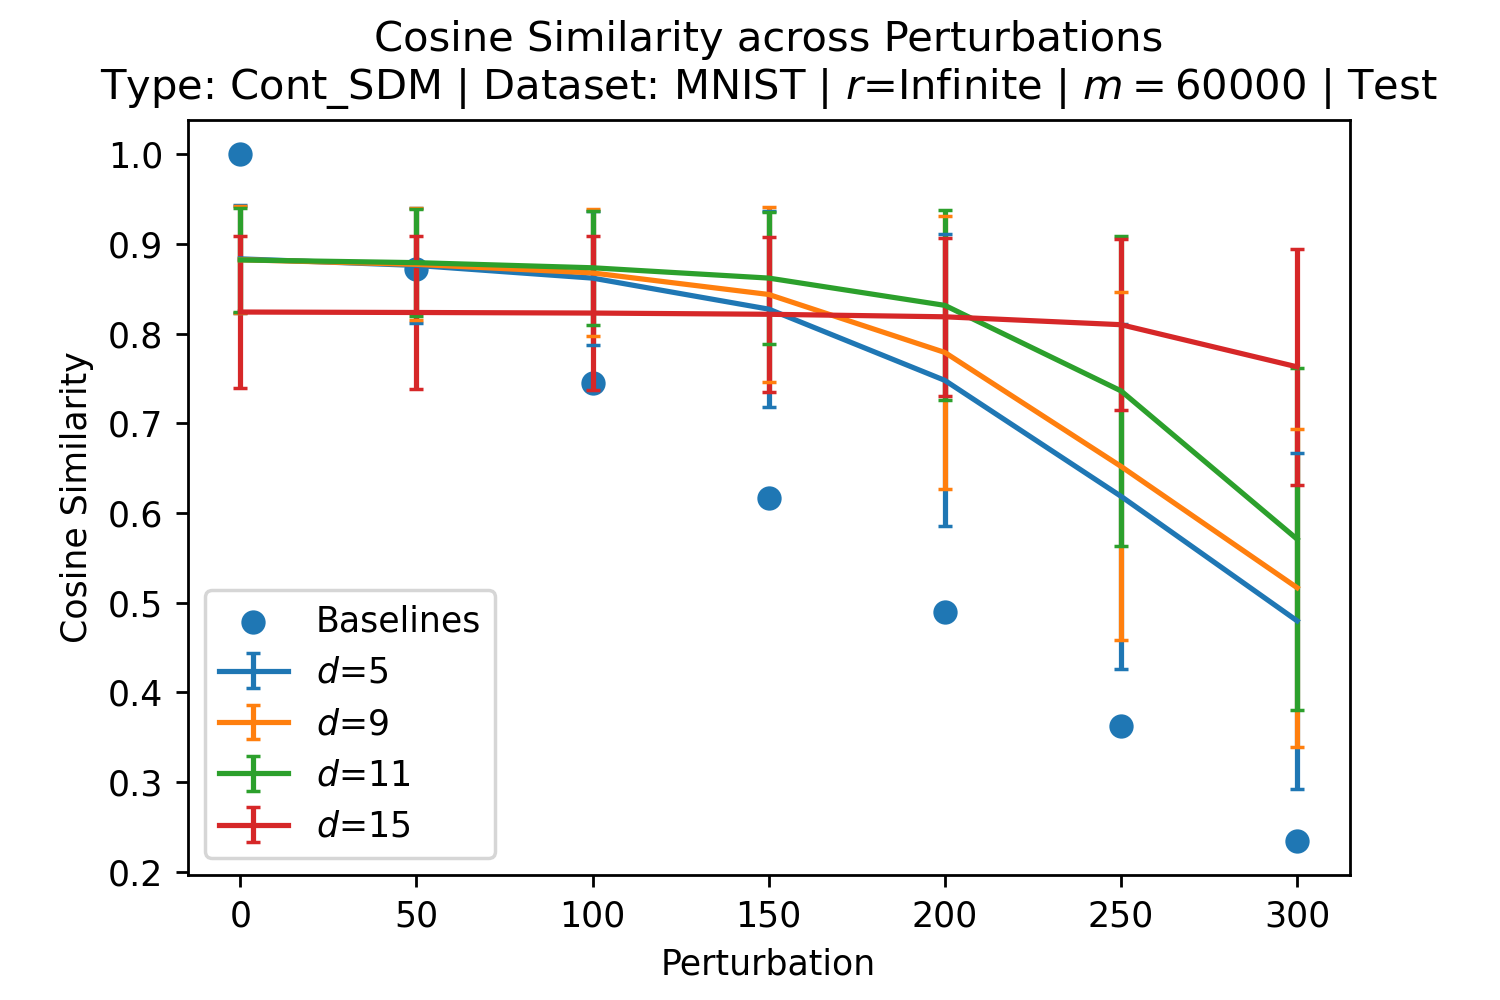 Cosine Similarity across Perturbations
Type: Cont_SDM | Dataset: MNIST | r=Infinite | m = 60000 | Test
Cosine Similarity
1.0
0.9
0.8
0.7
0.6
0.5
0.4
0.3
0.2
Baselines
d=5
d=9
d=11
d=15
0 50 100 150 200 250 300
Perturbation